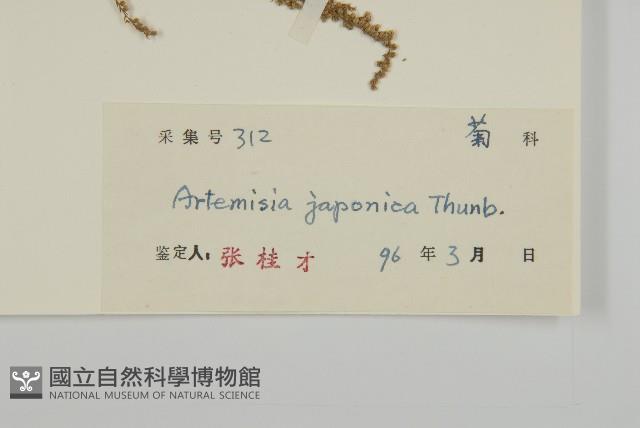 采集号 312 菊 科
Artemisia japonica Thunb.
鉴定人: 张桂才 96 年 3 月 日
國立自然科學博物館
NATIONAL MUSEUM OF NATURAL SCIENCE